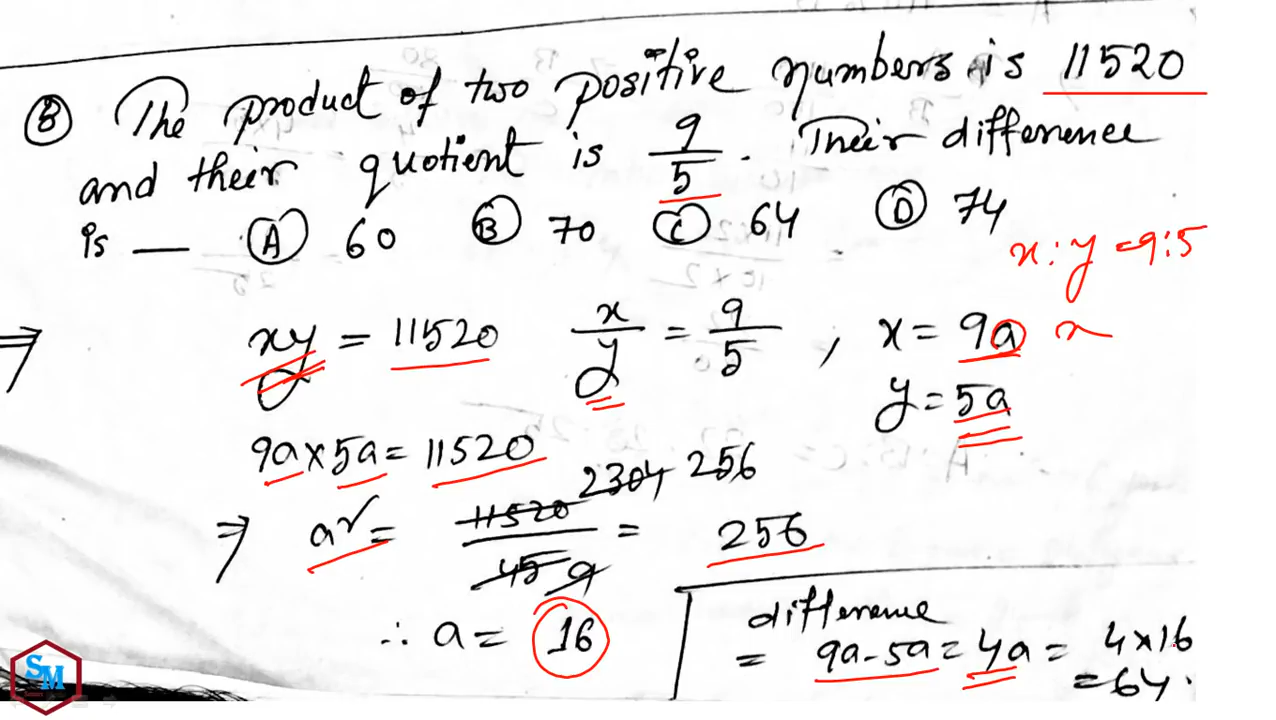 8 The product of two positive numbers is 11520
and their quotient is 9/5. Their difference
is — A 60 B 70 C 64 D 74
x:y = 9:5
⇒ xy = 11520 x/y = 9/5 , x = 9a x
y = 5a
9a×5a = 11520
2304 256
⇒ a² = 11520/45 9 = 256
∴ a = 16
difference
= 9a-5a = 4a = 4×16
= 64.
SM